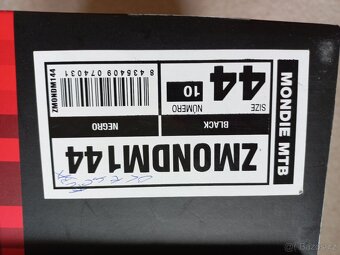 MONDIE MTB
ZMONDM144
BLACK
NEGRO
SIZE
44
NÚMERO
10
8 435409 074031
ZMONDM144